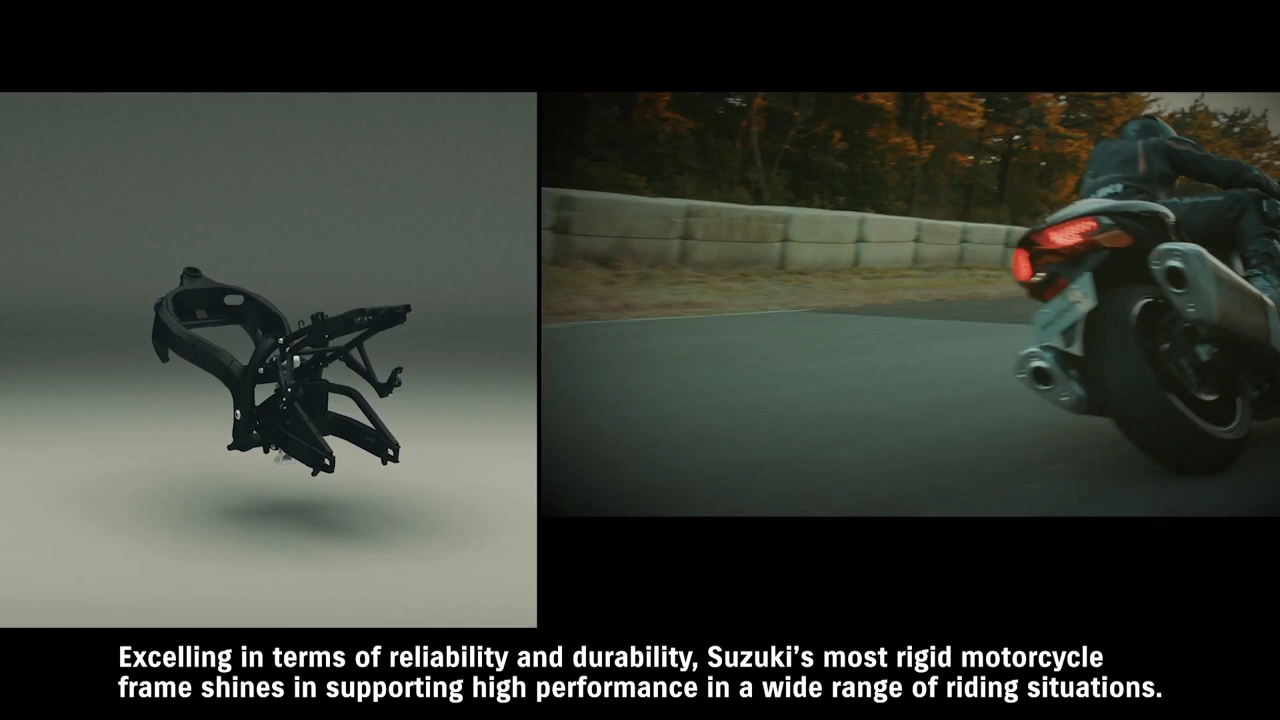 Excelling in terms of reliability and durability, Suzuki's most rigid motorcycle
frame shines in supporting high performance in a wide range of riding situations.